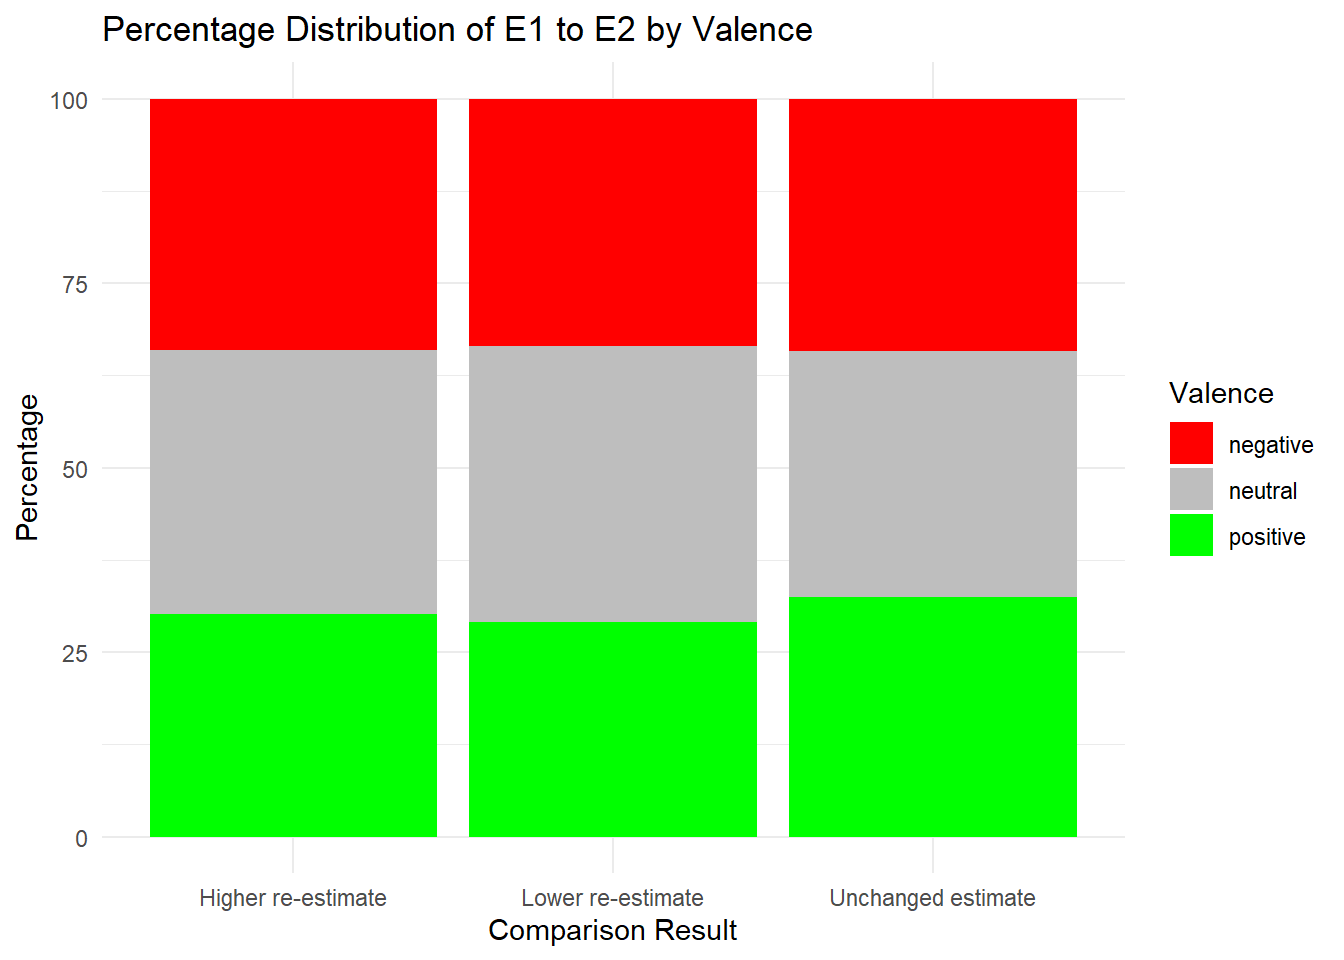 Percentage Distribution of E1 to E2 by Valence
Percentage
100
75
50
25
0
Higher re-estimate
Lower re-estimate
Unchanged estimate
Comparison Result
Valence
negative
neutral
positive